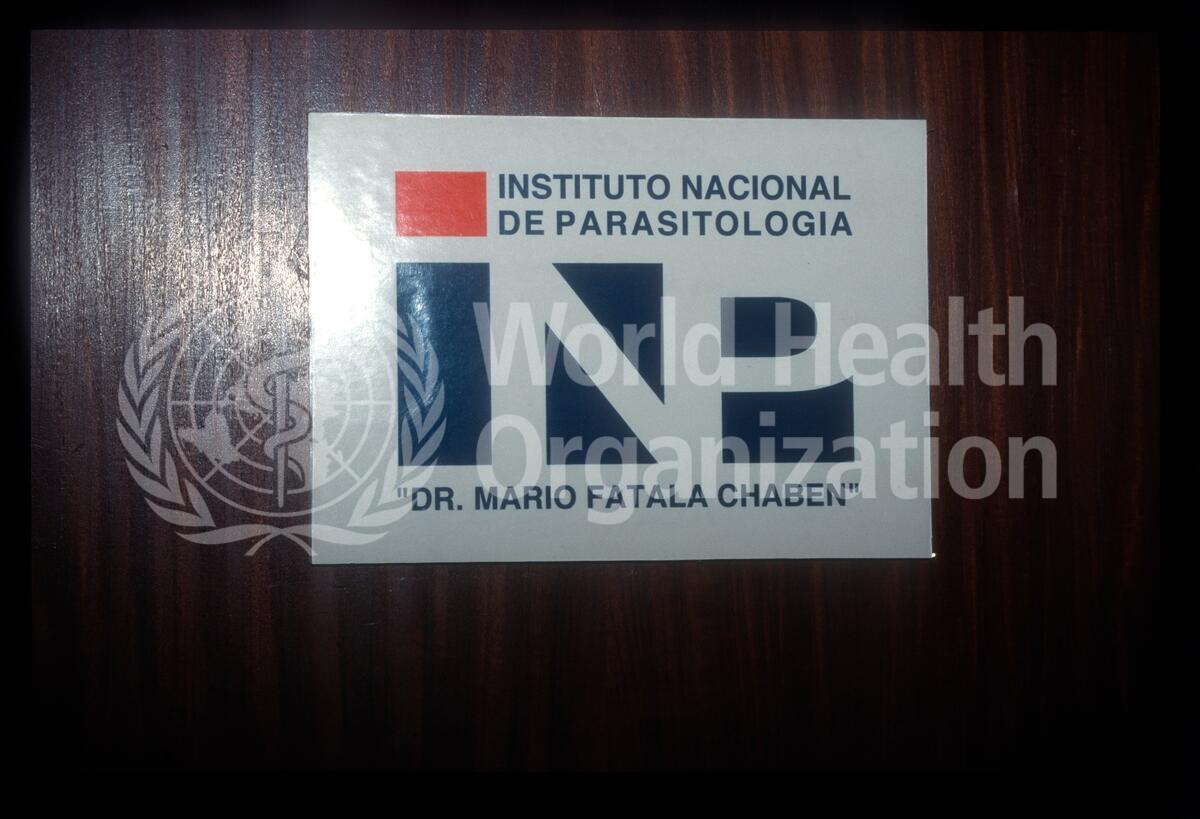 INSTITUTO NACIONAL
DE PARASITOLOGIA
INP
"DR. MARIO FATALA CHABEN"
World Health
Organization